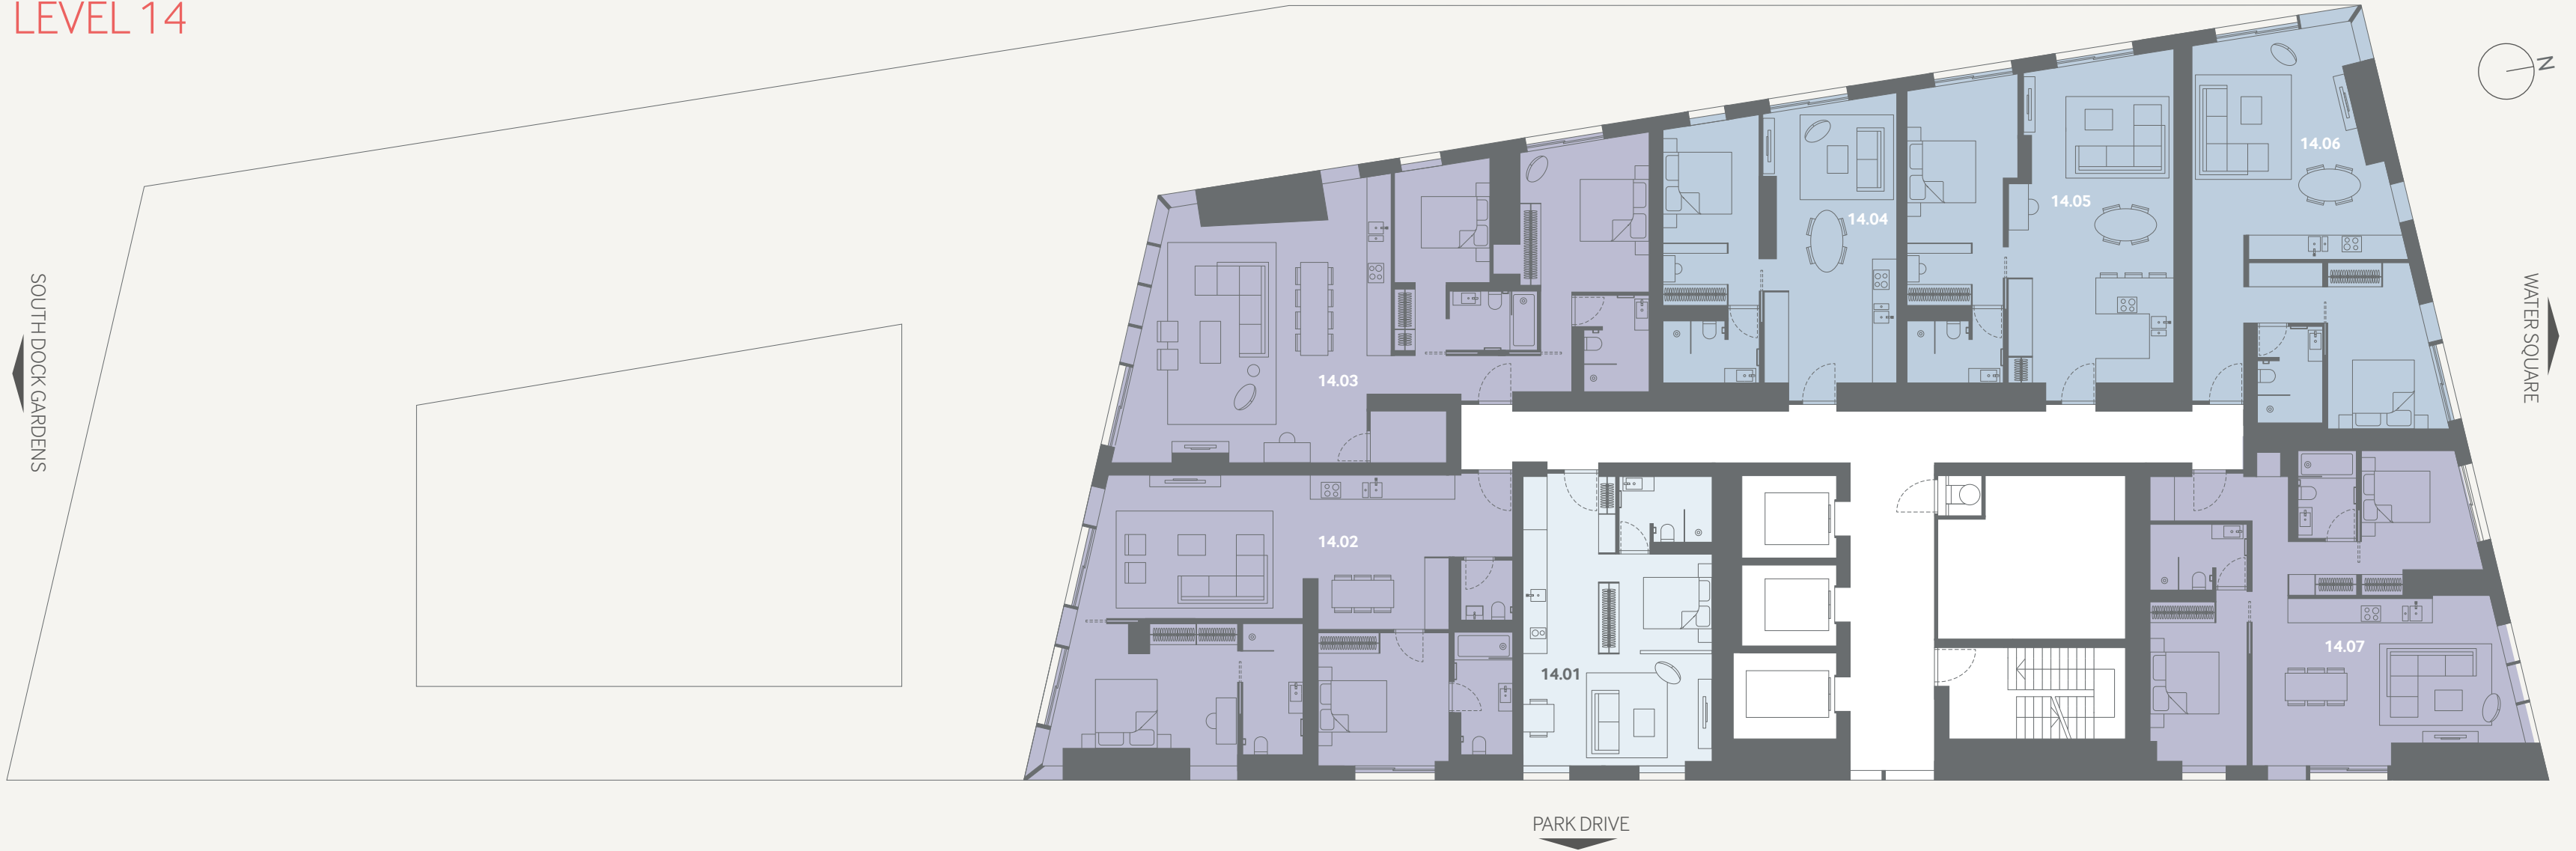 LEVEL 14
N
14.06
14.05
14.04
14.03
14.02
14.01
14.07
SOUTH DOCK GARDENS
WATER SQUARE
PARK DRIVE